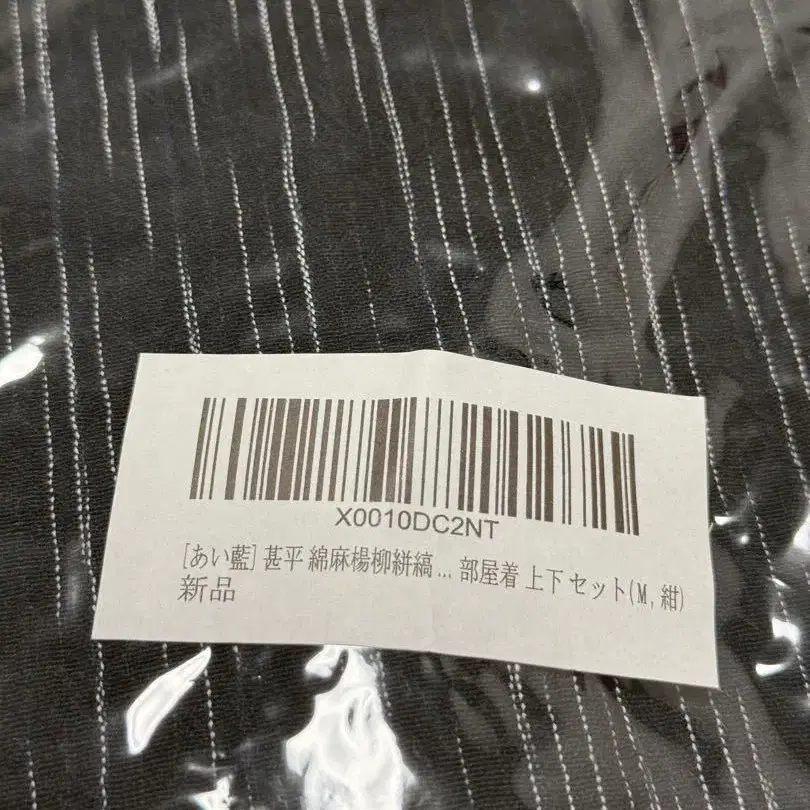 X0010DC2NT
[あい藍] 甚平 綿麻楊柳絣縞 ... 部屋着 上下 セット(M, 紺)
新品